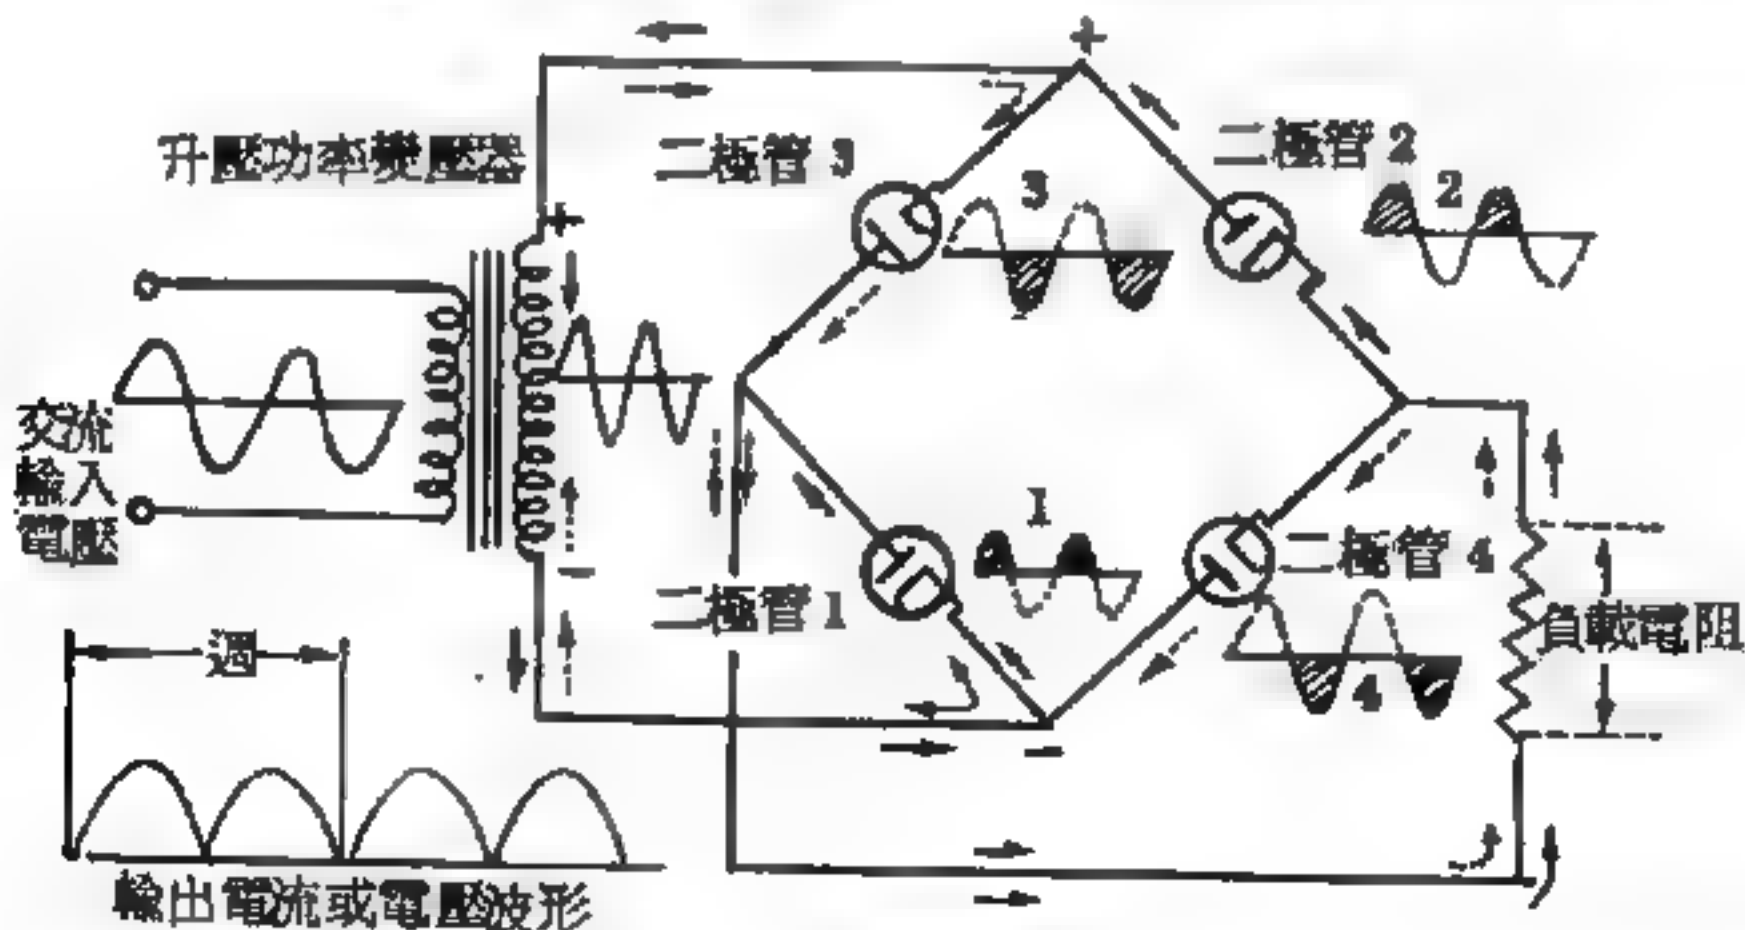 +
升壓功率變壓器
二極管 3
二極管 2
+
3
2
交流
輸入
電壓
1
−
二極管 1
二極管 4
負載電阻
週
4
−
輸出電流或電壓波形